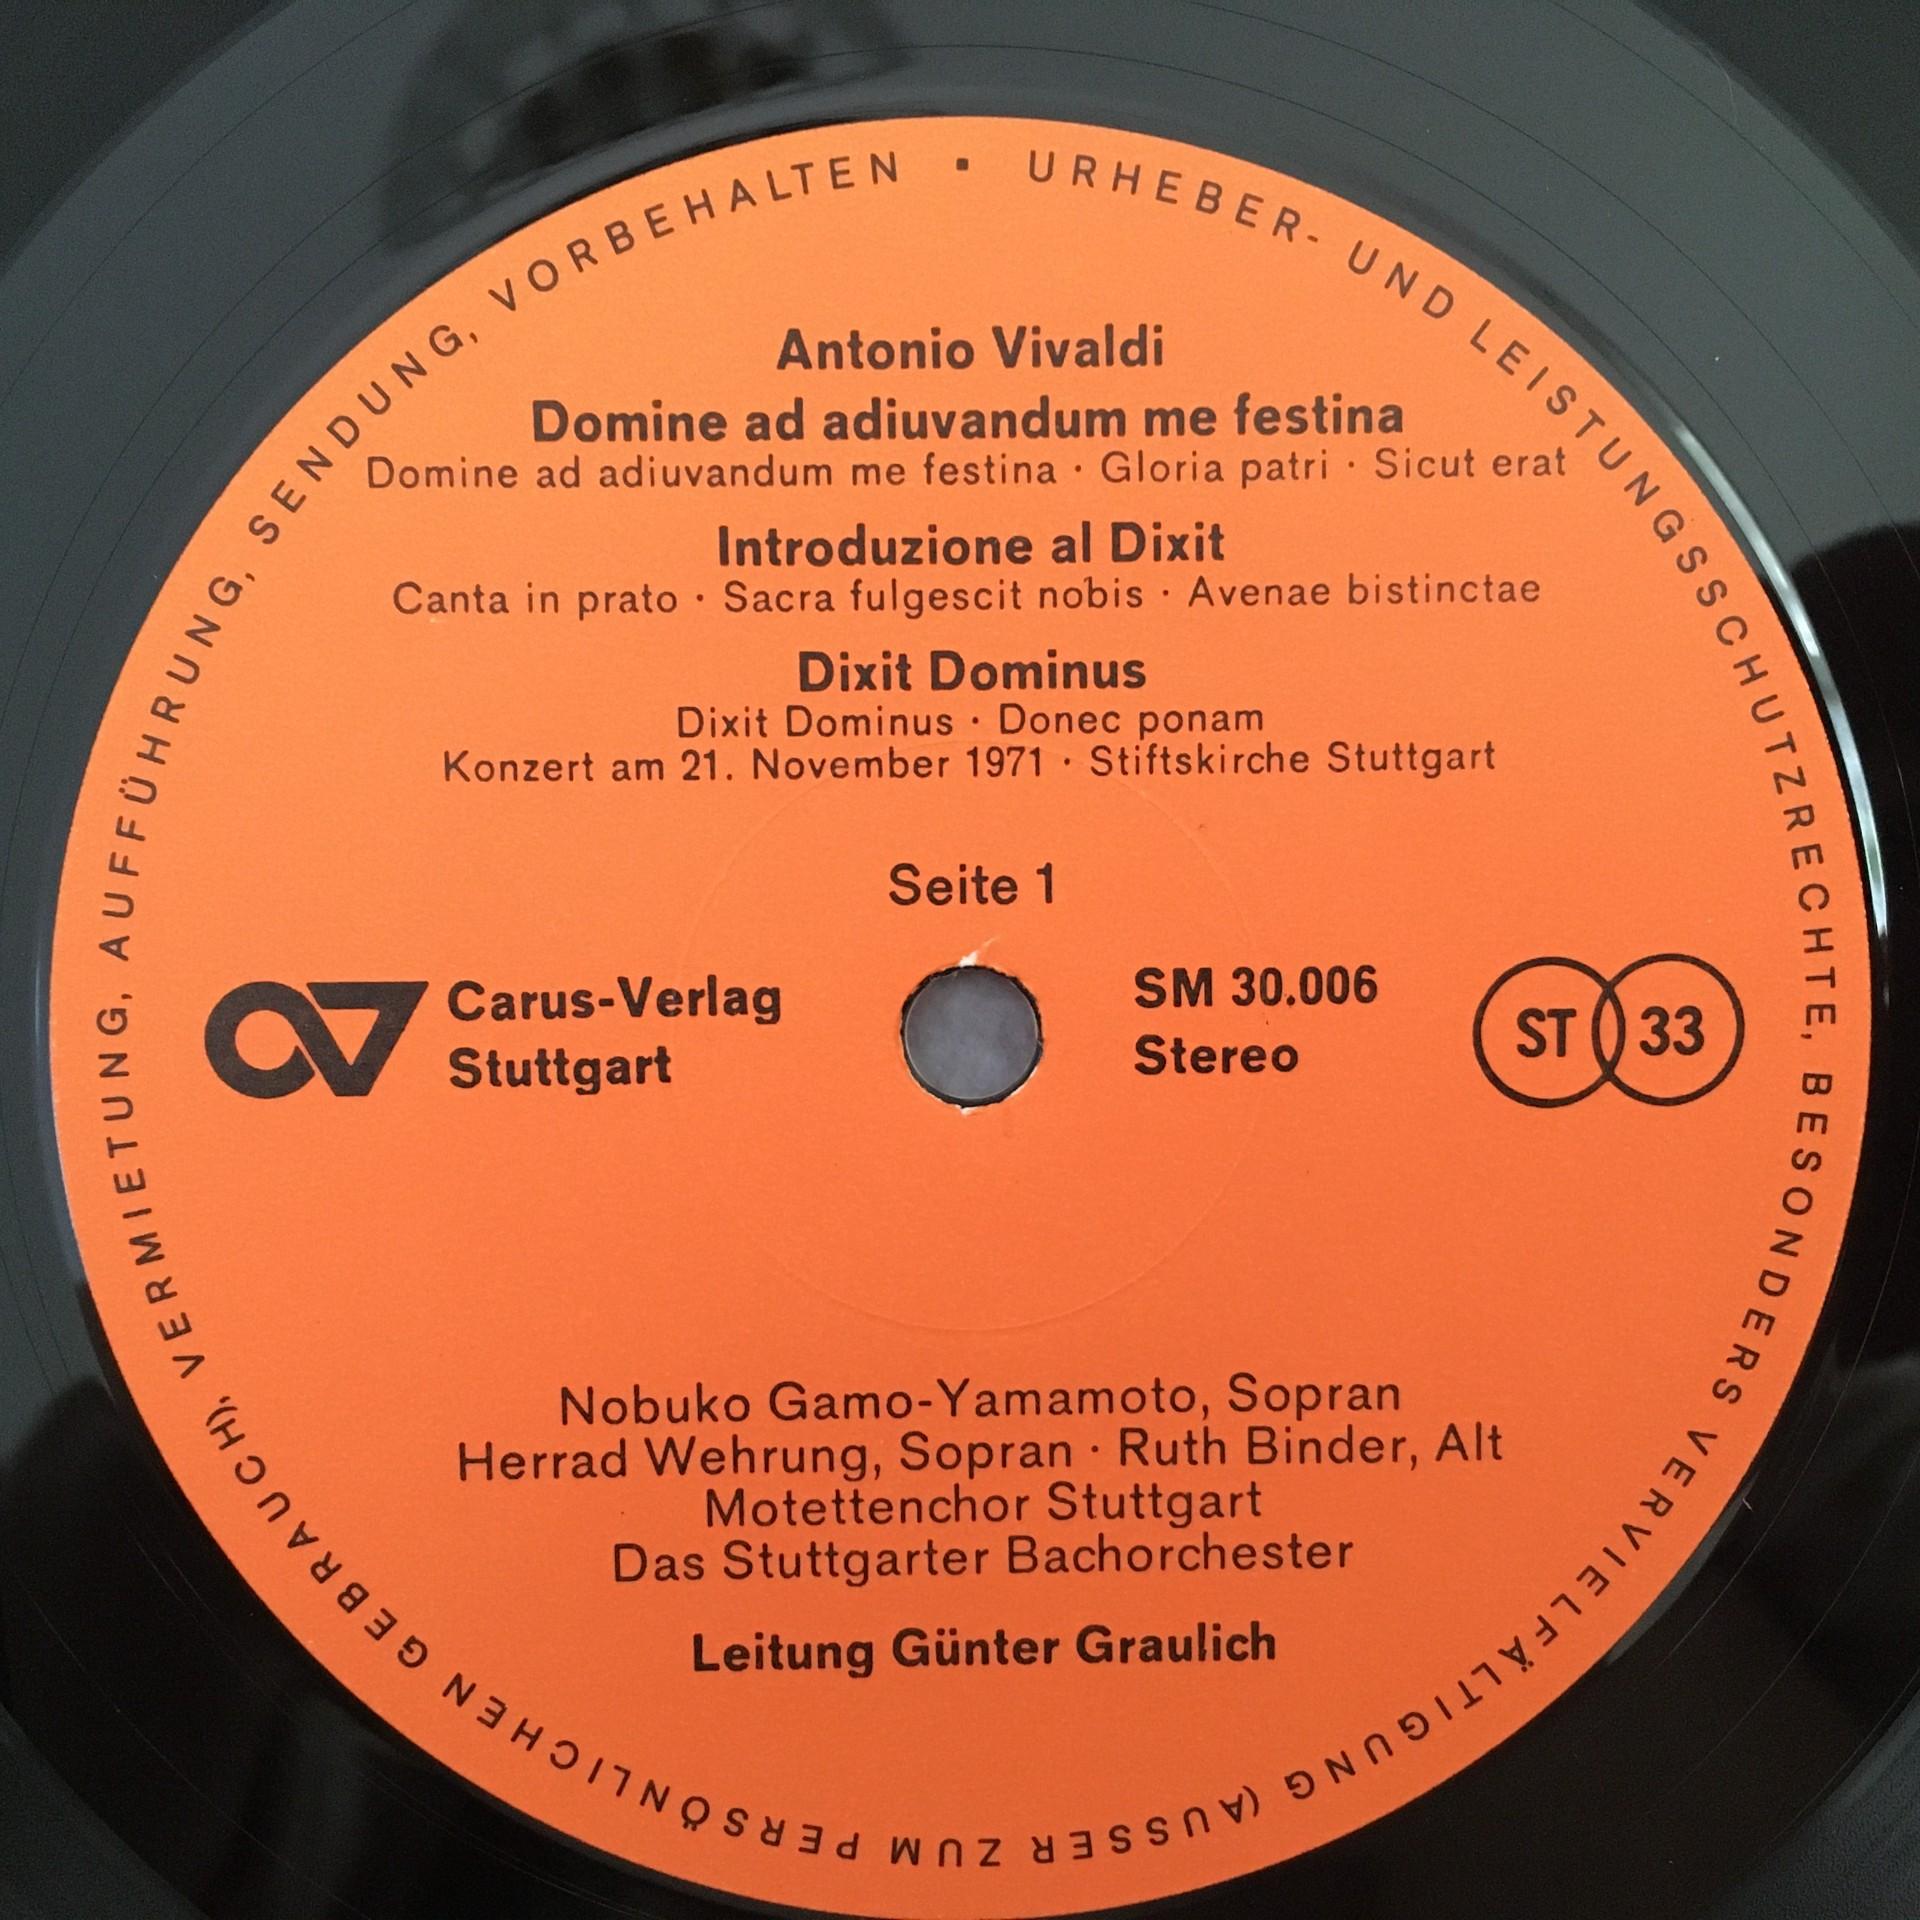 URHEBER- UND LEISTUNGSSCHUTZRECHTE, BESONDERS VERVIELFÄLTIGUNG (AUSSER ZUM PERSÖNLICHEN GEBRAUCH), VERMIETUNG, AUFFÜHRUNG, SENDUNG, VORBEHALTEN ·
Antonio Vivaldi
Domine ad adiuvandum me festina
Domine ad adiuvandum me festina · Gloria patri · Sicut erat
Introduzione al Dixit
Canta in prato · Sacra fulgescit nobis · Avenae bistinctae
Dixit Dominus
Dixit Dominus · Donec ponam
Konzert am 21. November 1971 · Stiftskirche Stuttgart
Seite 1
Carus-Verlag
Stuttgart
SM 30.006
Stereo
ST 33
Nobuko Gamo-Yamamoto, Sopran
Herrad Wehrung, Sopran · Ruth Binder, Alt
Motettenchor Stuttgart
Das Stuttgarter Bachorchester
Leitung Günter Graulich